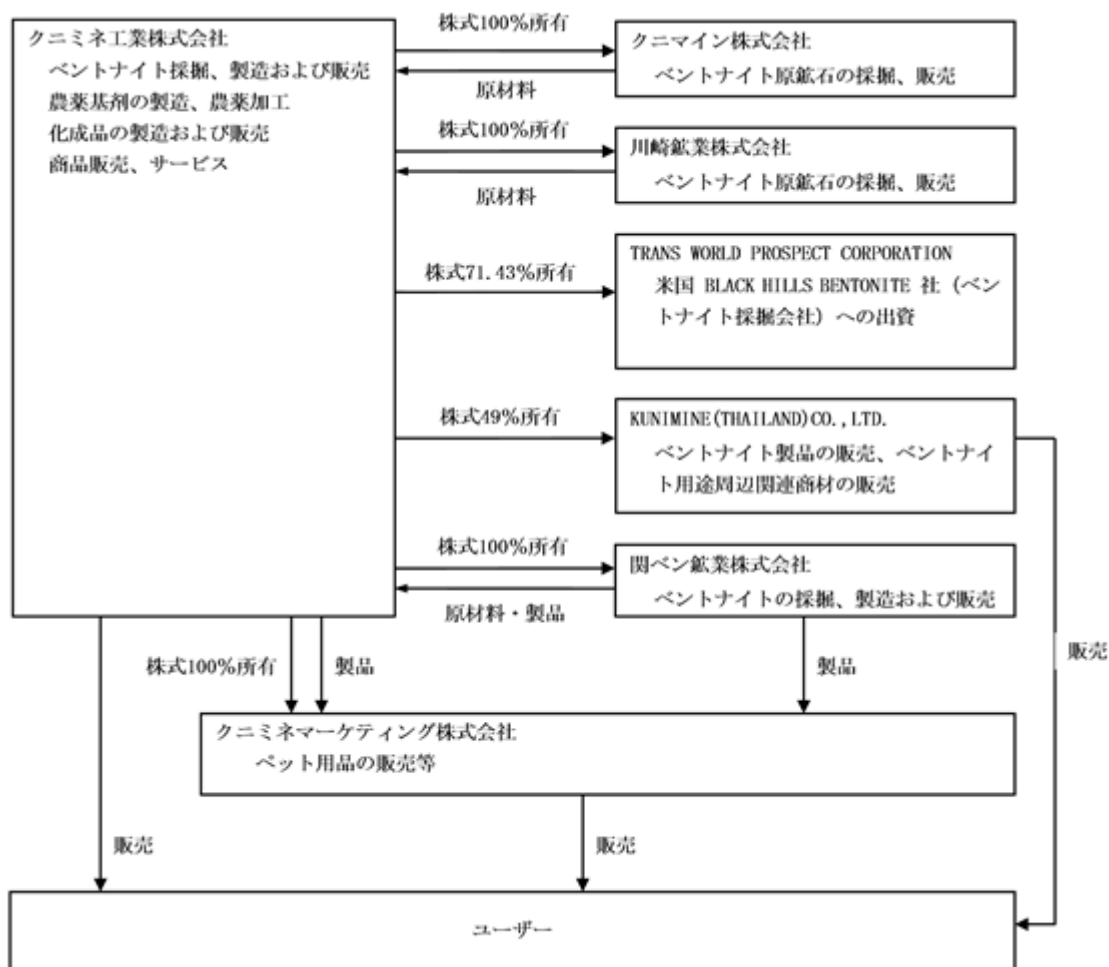 クニミネ工業株式会社
ベントナイト採掘、製造および販売
農薬基剤の製造、農薬加工
化成品の製造および販売
商品販売、サービス
株式100%所有
原材料
クニマイン株式会社
ベントナイト原鉱石の採掘、販売
株式100%所有
原材料
川崎鉱業株式会社
ベントナイト原鉱石の採掘、販売
株式71.43%所有
TRANS WORLD PROSPECT CORPORATION
米国 BLACK HILLS BENTONITE 社（ベン
トナイト採掘会社）への出資
株式49%所有
KUNIMINE(THAILAND)CO.,LTD.
ベントナイト製品の販売、ベントナイ
ト用途周辺関連商材の販売
株式100%所有
原材料・製品
関ベン鉱業株式会社
ベントナイトの採掘、製造および販売
株式100%所有
製品
製品
販売
クニミネマーケティング株式会社
ペット用品の販売等
販売
販売
ユーザー